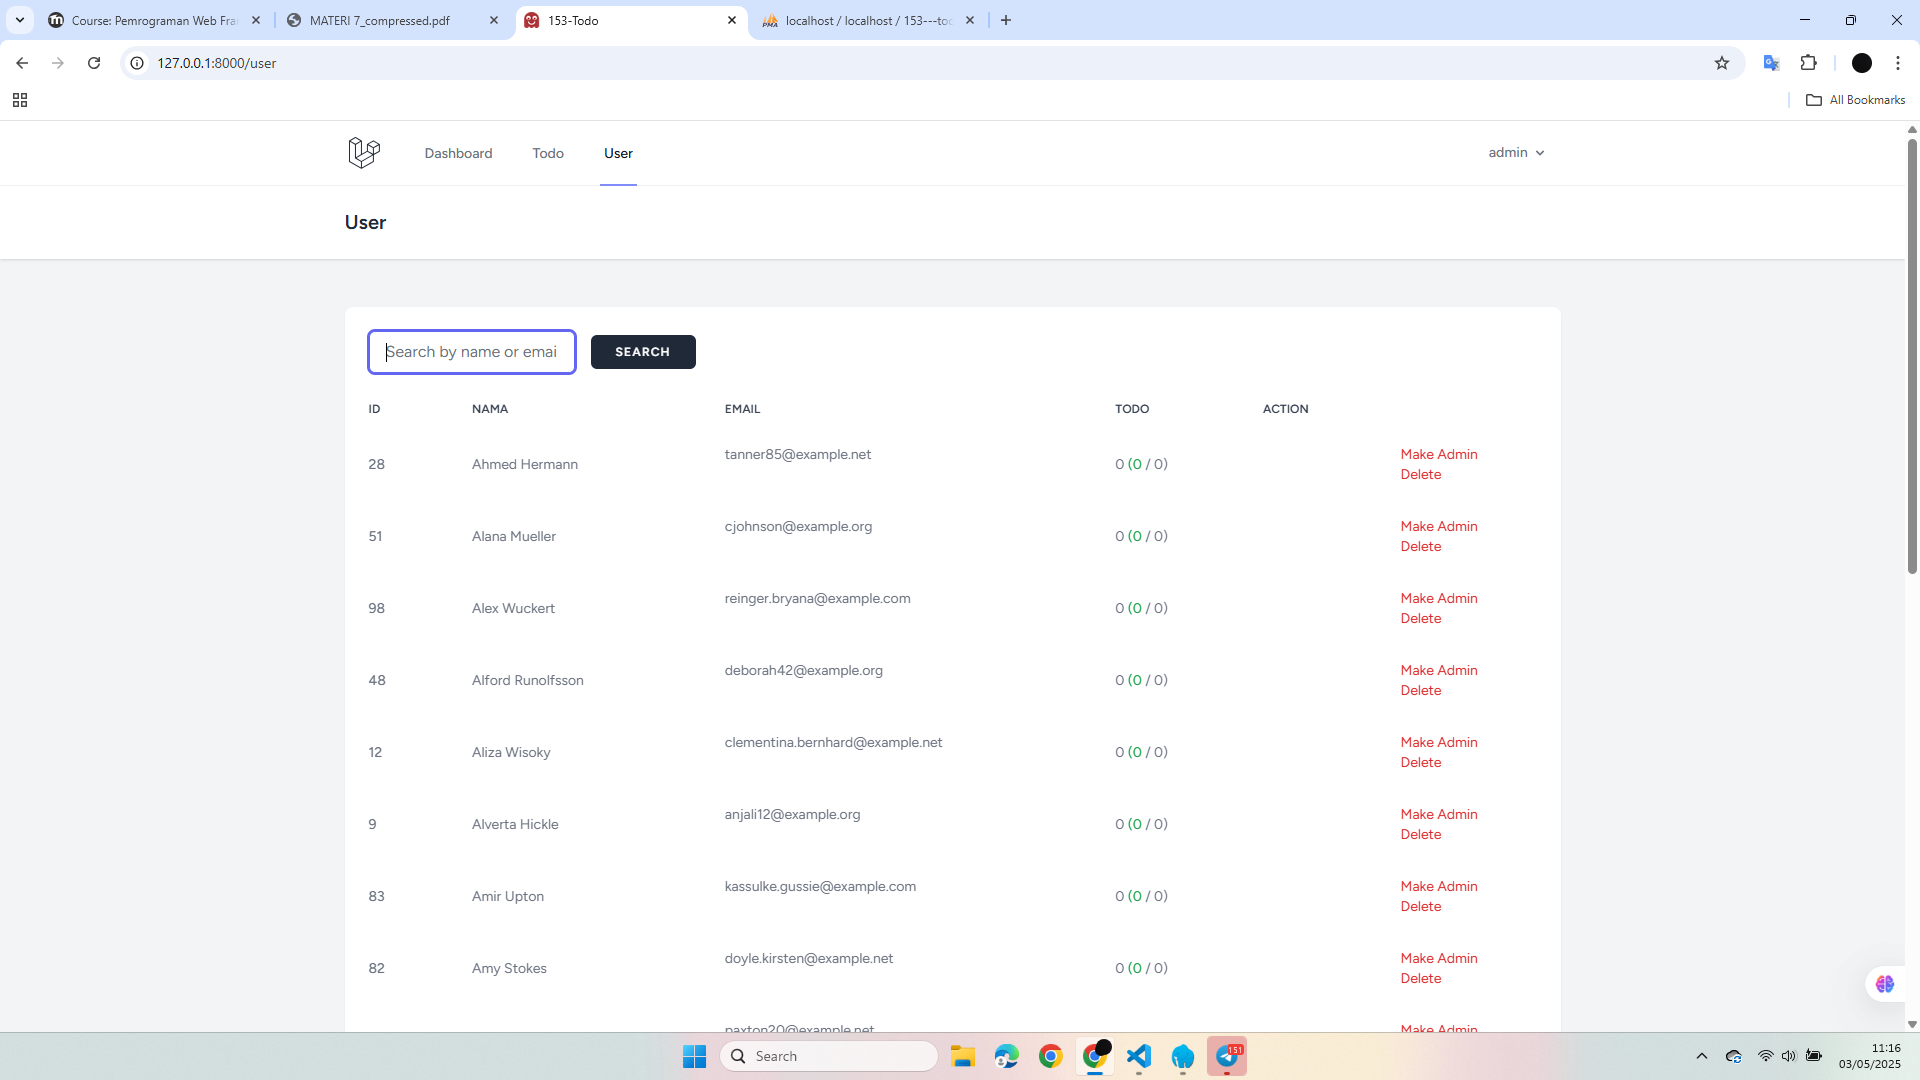 Course: Pemrograman Web Fra
MATERI 7_compressed.pdf
153-Todo
localhost / localhost / 153---to
127.0.0.1:8000/user
All Bookmarks
Dashboard
Todo
User
admin
User
Search by name or emai
SEARCH
ID NAMA EMAIL TODO ACTION
28 Ahmed Hermann tanner85@example.net 0 (0 / 0) Make Admin
Delete
51 Alana Mueller cjohnson@example.org 0 (0 / 0) Make Admin
Delete
98 Alex Wuckert reinger.bryana@example.com 0 (0 / 0) Make Admin
Delete
48 Alford Runolfsson deborah42@example.org 0 (0 / 0) Make Admin
Delete
12 Aliza Wisoky clementina.bernhard@example.net 0 (0 / 0) Make Admin
Delete
9 Alverta Hickle anjali12@example.org 0 (0 / 0) Make Admin
Delete
83 Amir Upton kassulke.gussie@example.com 0 (0 / 0) Make Admin
Delete
82 Amy Stokes doyle.kirsten@example.net 0 (0 / 0) Make Admin
Delete
paxton20@example.net Make Admin
Search
151
11:16
03/05/2025